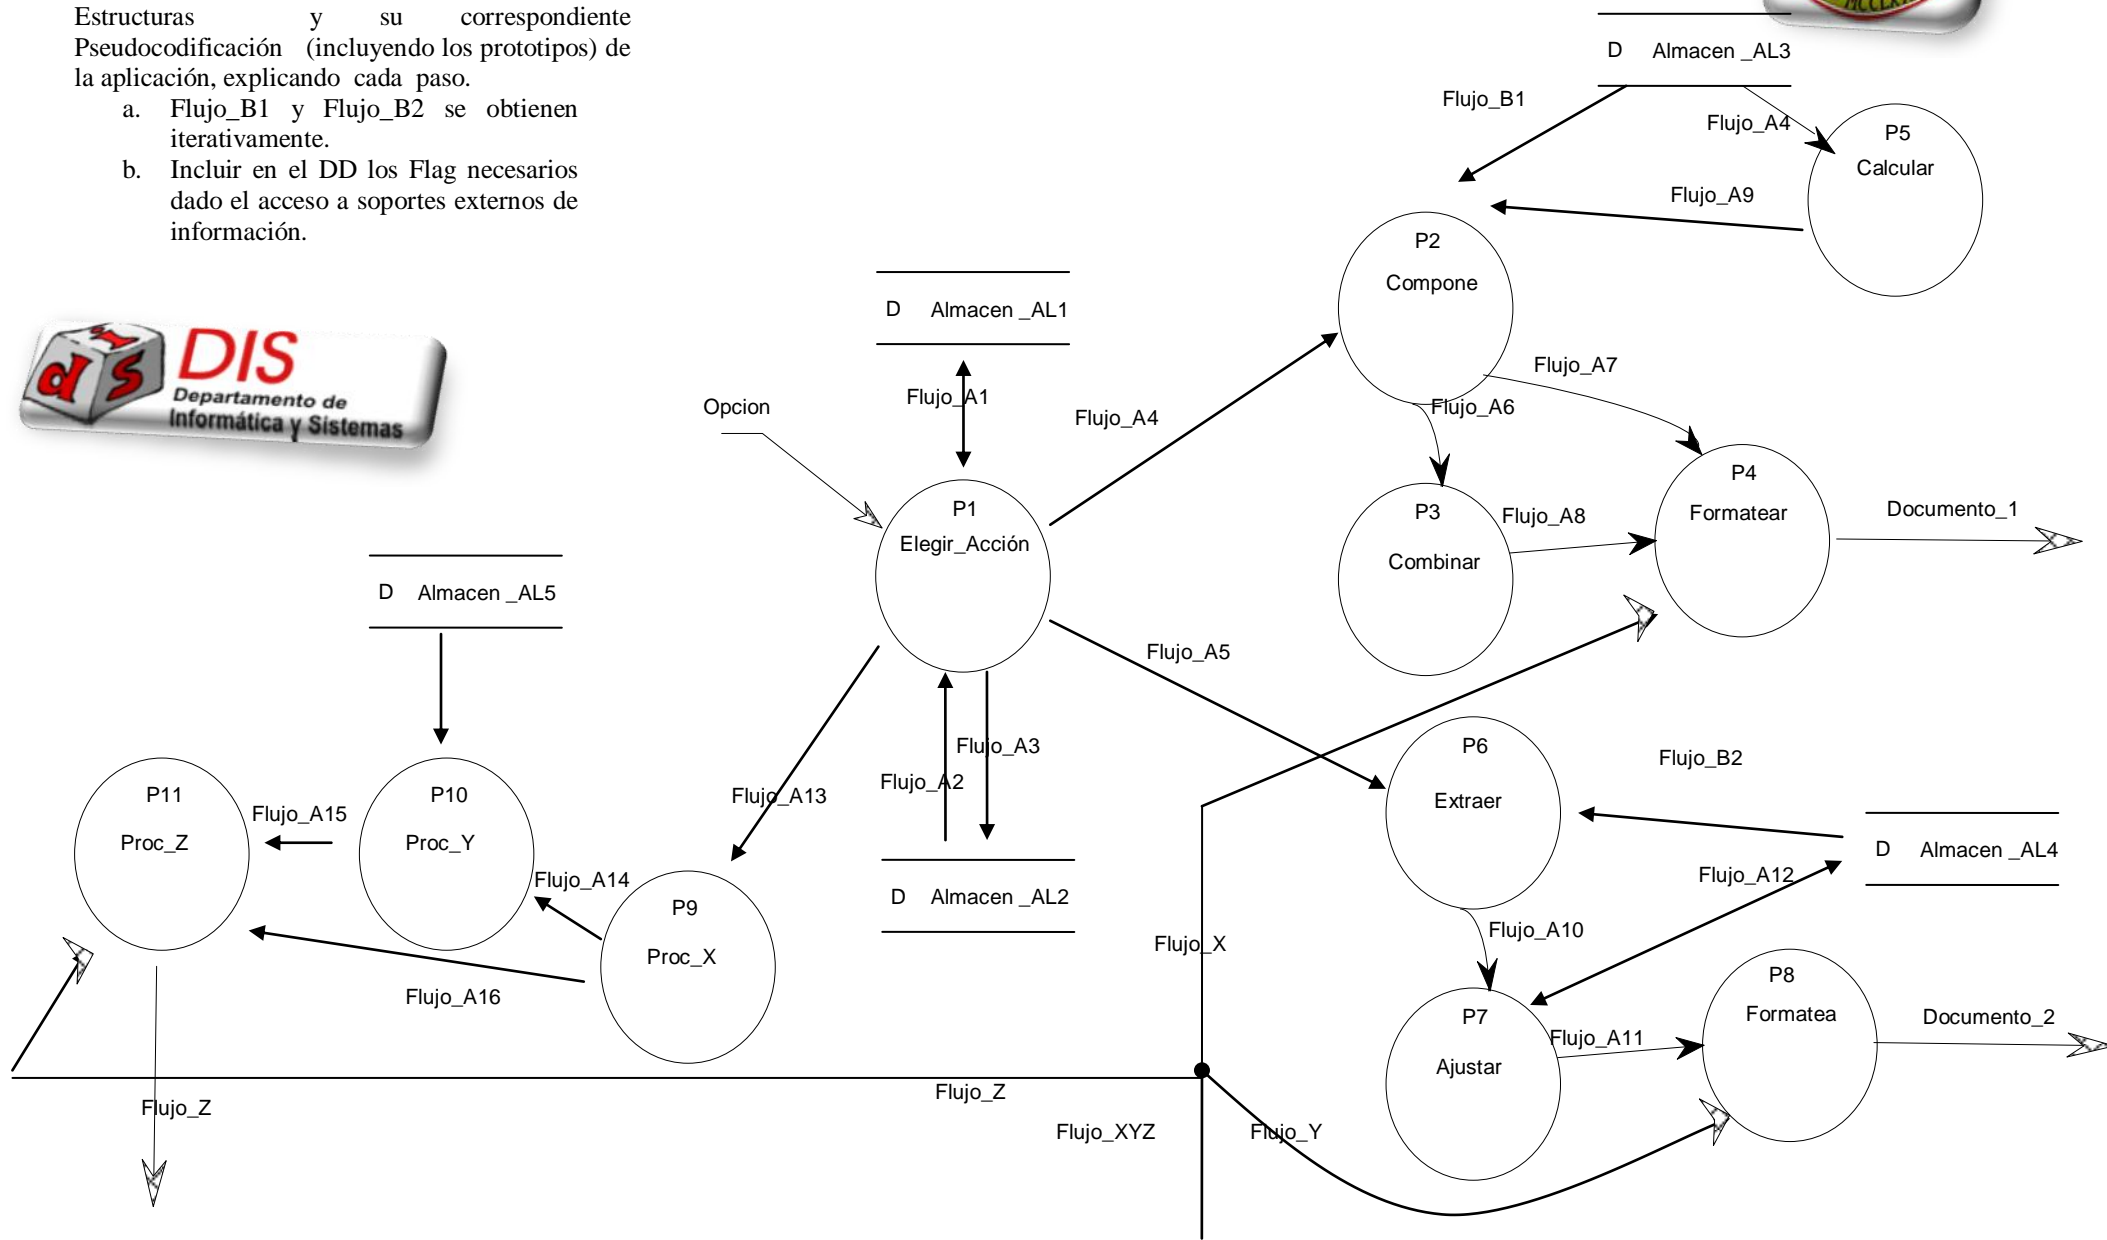 Estructuras y su correspondiente
Pseudocodificación (incluyendo los prototipos) de
la aplicación, explicando cada paso.
a. Flujo_B1 y Flujo_B2 se obtienen
iterativamente.
b. Incluir en el DD los Flag necesarios
dado el acceso a soportes externos de
información.
DIS
Departamento de
Informática y Sistemas
D Almacen _AL3
Flujo_B1
Flujo_A4
P5
Calcular
Flujo_A9
P2
Compone
D Almacen _AL1
Flujo_A1
Opcion
Flujo_A4
Flujo_A7
Flujo_A6
P4
Formatear
P1
Elegir_Acción
P3
Combinar
Flujo_A8
Documento_1
D Almacen _AL5
Flujo_A5
Flujo_A3
Flujo_A2
Flujo_A13
P6
Extraer
Flujo_B2
P11
Proc_Z
Flujo_A15
P10
Proc_Y
Flujo_A14
D Almacen _AL2
D Almacen _AL4
Flujo_A12
P9
Proc_X
Flujo_A16
Flujo_X
Flujo_A10
P8
Formatea
P7
Ajustar
Flujo_A11
Documento_2
Flujo_Z
Flujo_Z
Flujo_XYZ
Flujo_Y